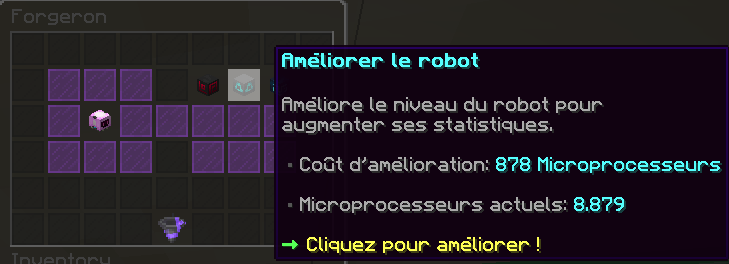 Forgeron
Améliorer le robot
Améliore le niveau du robot pour
augmenter ses statistiques.
▪ Coût d'amélioration: 878 Microprocesseurs
▪ Microprocesseurs actuels: 8.879
→ Cliquez pour améliorer !
Inventory